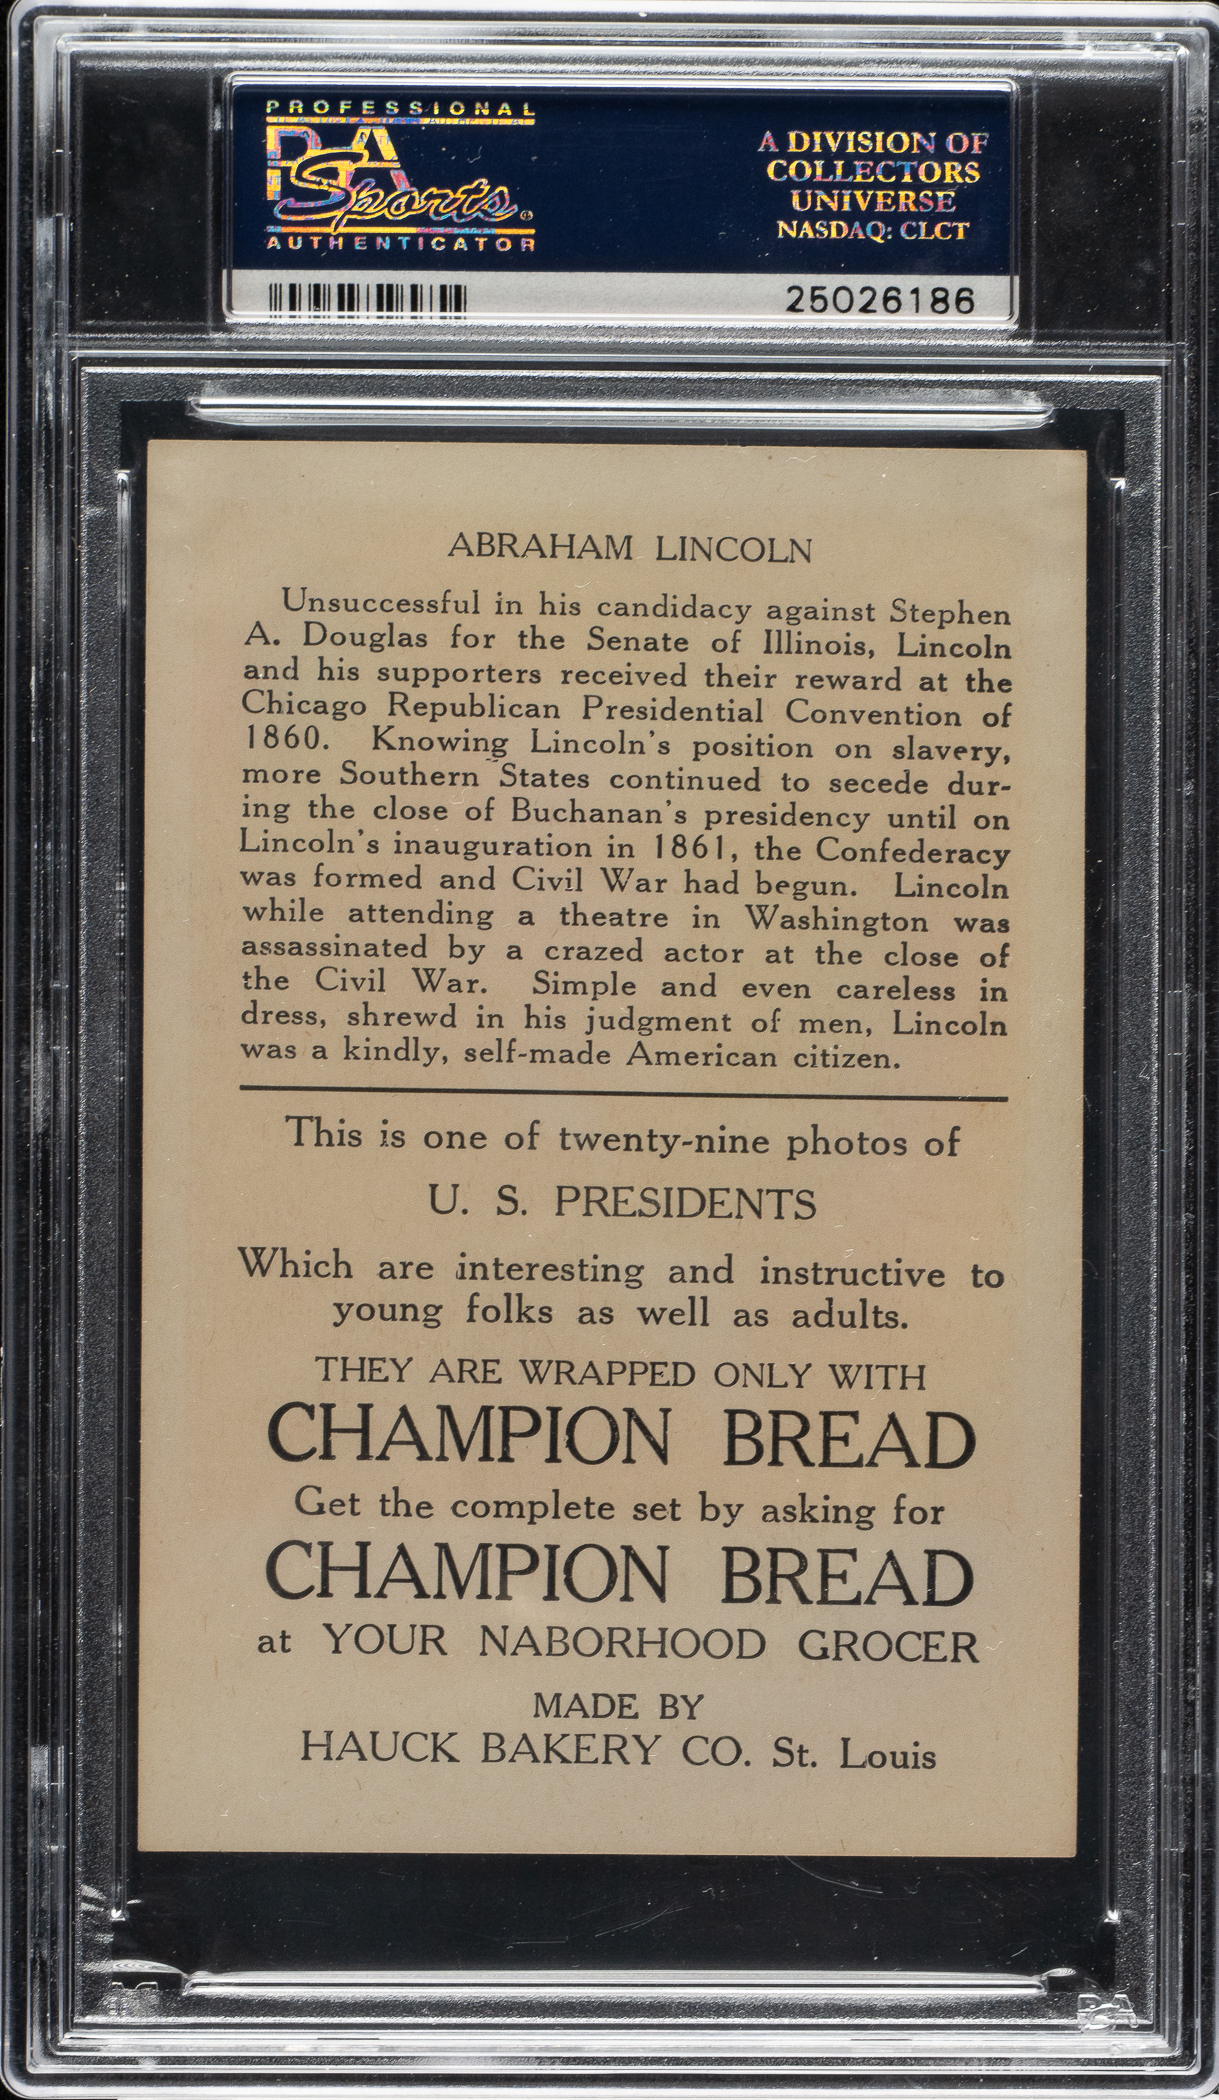 PROFESSIONAL
PSA
Sports
AUTHENTICATOR
A DIVISION OF
COLLECTORS
UNIVERSE
NASDAQ: CLCT
25026186
ABRAHAM LINCOLN
Unsuccessful in his candidacy against Stephen
A. Douglas for the Senate of Illinois, Lincoln
and his supporters received their reward at the
Chicago Republican Presidential Convention of
1860. Knowing Lincoln's position on slavery,
more Southern States continued to secede dur-
ing the close of Buchanan's presidency until on
Lincoln's inauguration in 1861, the Confederacy
was formed and Civil War had begun. Lincoln
while attending a theatre in Washington was
assassinated by a crazed actor at the close of
the Civil War. Simple and even careless in
dress, shrewd in his judgment of men, Lincoln
was a kindly, self-made American citizen.
This is one of twenty-nine photos of
U. S. PRESIDENTS
Which are interesting and instructive to
young folks as well as adults.
THEY ARE WRAPPED ONLY WITH
CHAMPION BREAD
Get the complete set by asking for
CHAMPION BREAD
at YOUR NABORHOOD GROCER
MADE BY
HAUCK BAKERY CO. St. Louis
PSA